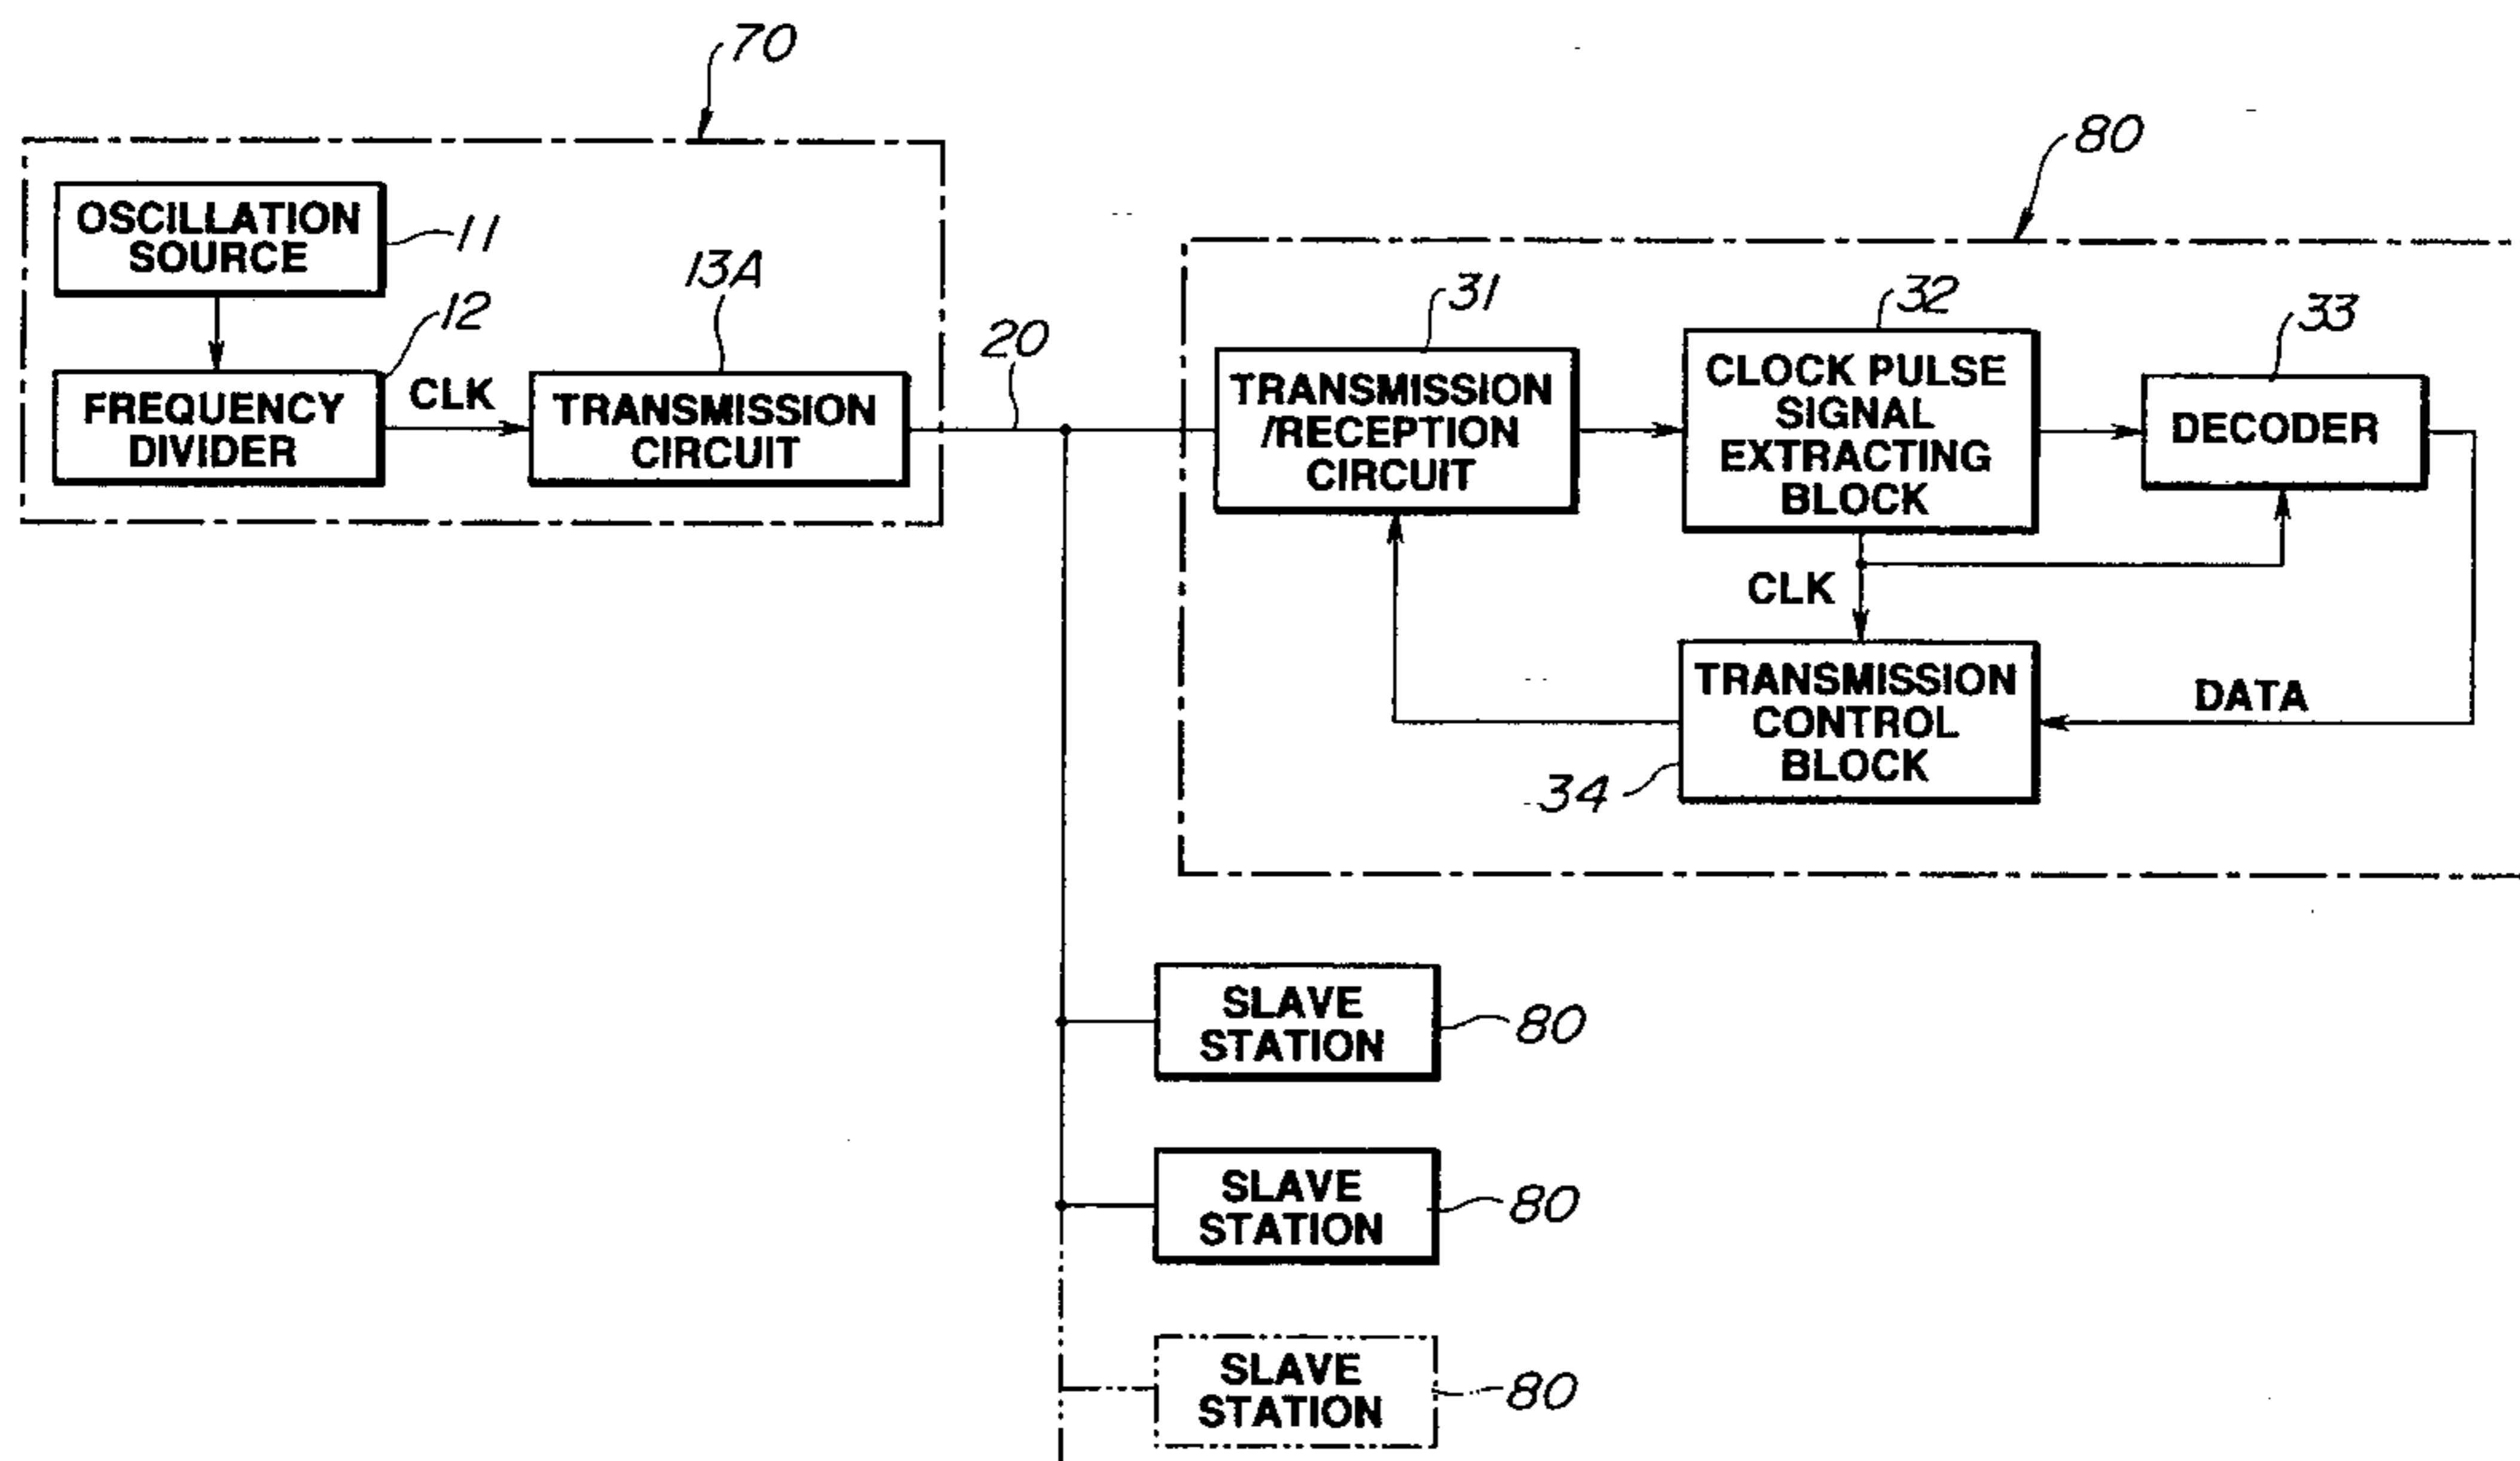 70
OSCILLATION
SOURCE
11
FREQUENCY
DIVIDER
12
CLK
13A
TRANSMISSION
CIRCUIT
20
80
31
TRANSMISSION
/RECEPTION
CIRCUIT
32
CLOCK PULSE
SIGNAL
EXTRACTING
BLOCK
33
DECODER
CLK
TRANSMISSION
CONTROL
BLOCK
34
DATA
SLAVE
STATION
80
SLAVE
STATION
80
SLAVE
STATION
80